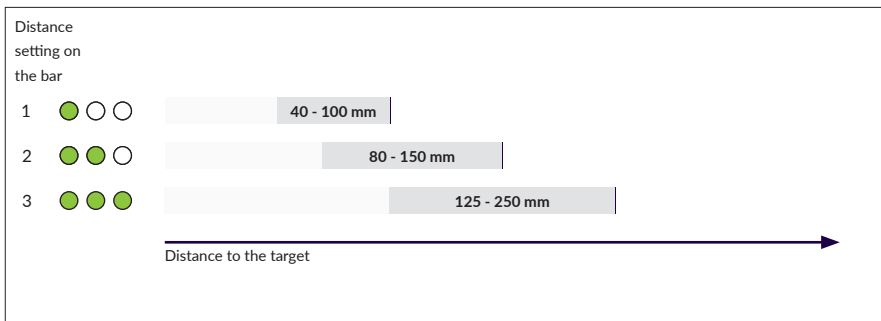 Distance
setting on
the bar
1 40 - 100 mm
2 80 - 150 mm
3 125 - 250 mm
Distance to the target